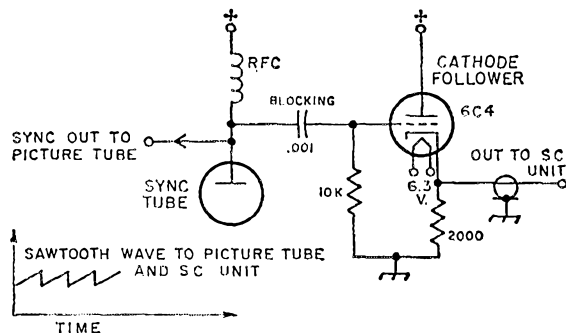 RFC
BLOCKING
.001
CATHODE
FOLLOWER
6C4
SYNC OUT TO
PICTURE TUBE
SYNC
TUBE
10K
6.3
V.
OUT TO SC
UNIT
2000
SAWTOOTH WAVE TO PICTURE TUBE
AND SC UNIT
TIME